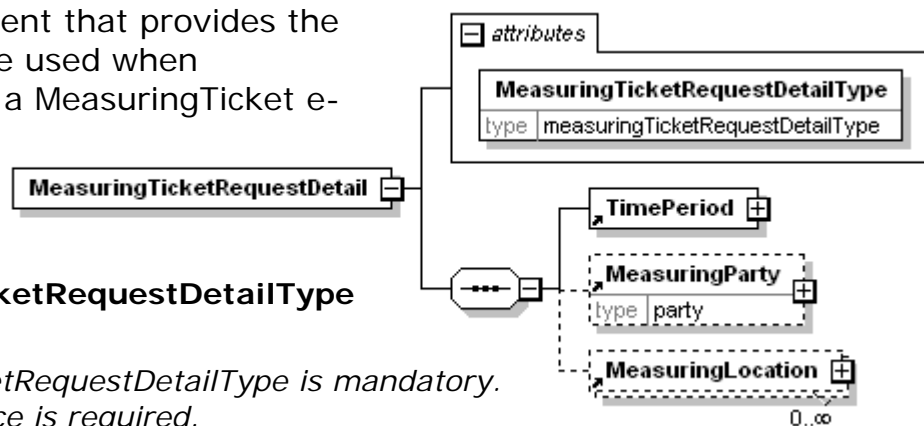 ent that provides the
e used when
a MeasuringTicket e-
attributes
MeasuringTicketRequestDetailType
type measuringTicketRequestDetailType
MeasuringTicketRequestDetail
TimePeriod
MeasuringParty
type party
MeasuringLocation
0..∞
ketRequestDetailType
etRequestDetailType is mandatory.
ce is required.